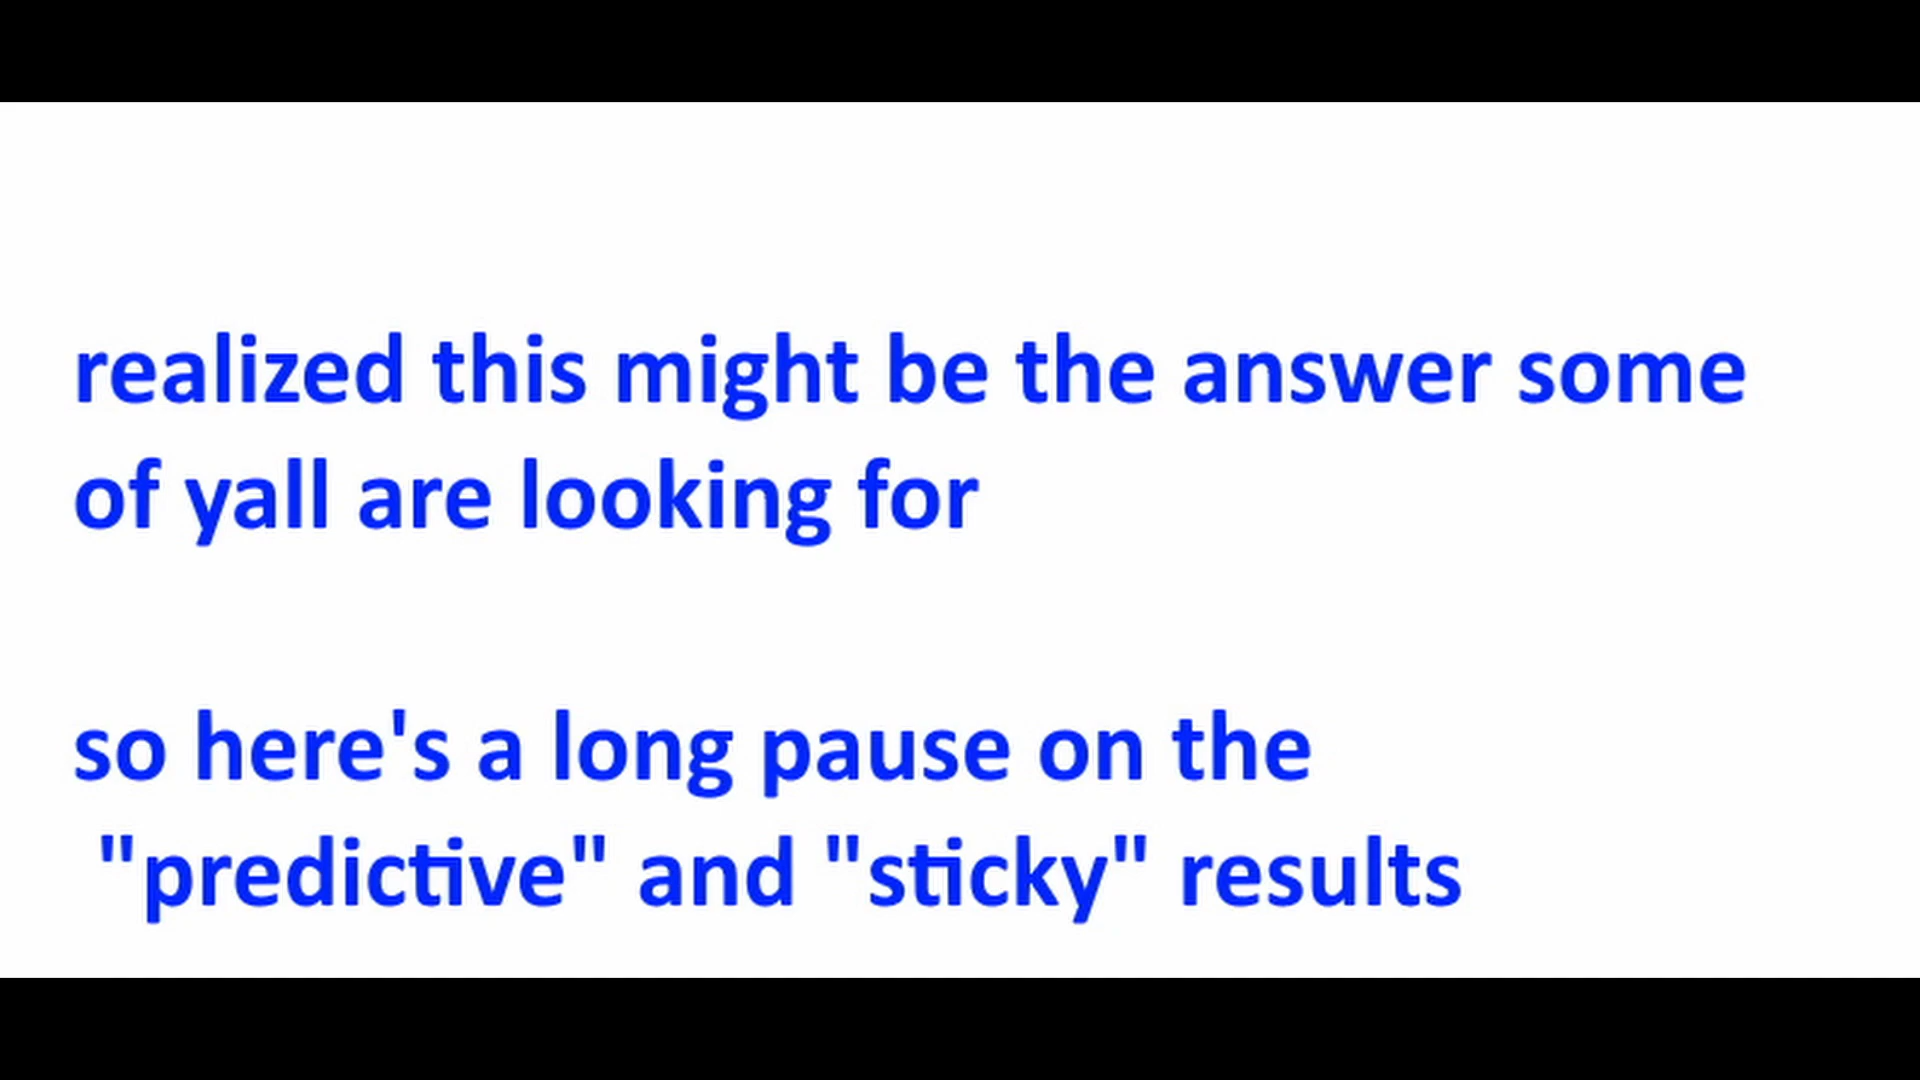 realized this might be the answer some
of yall are looking for
so here's a long pause on the
"predictive" and "sticky" results